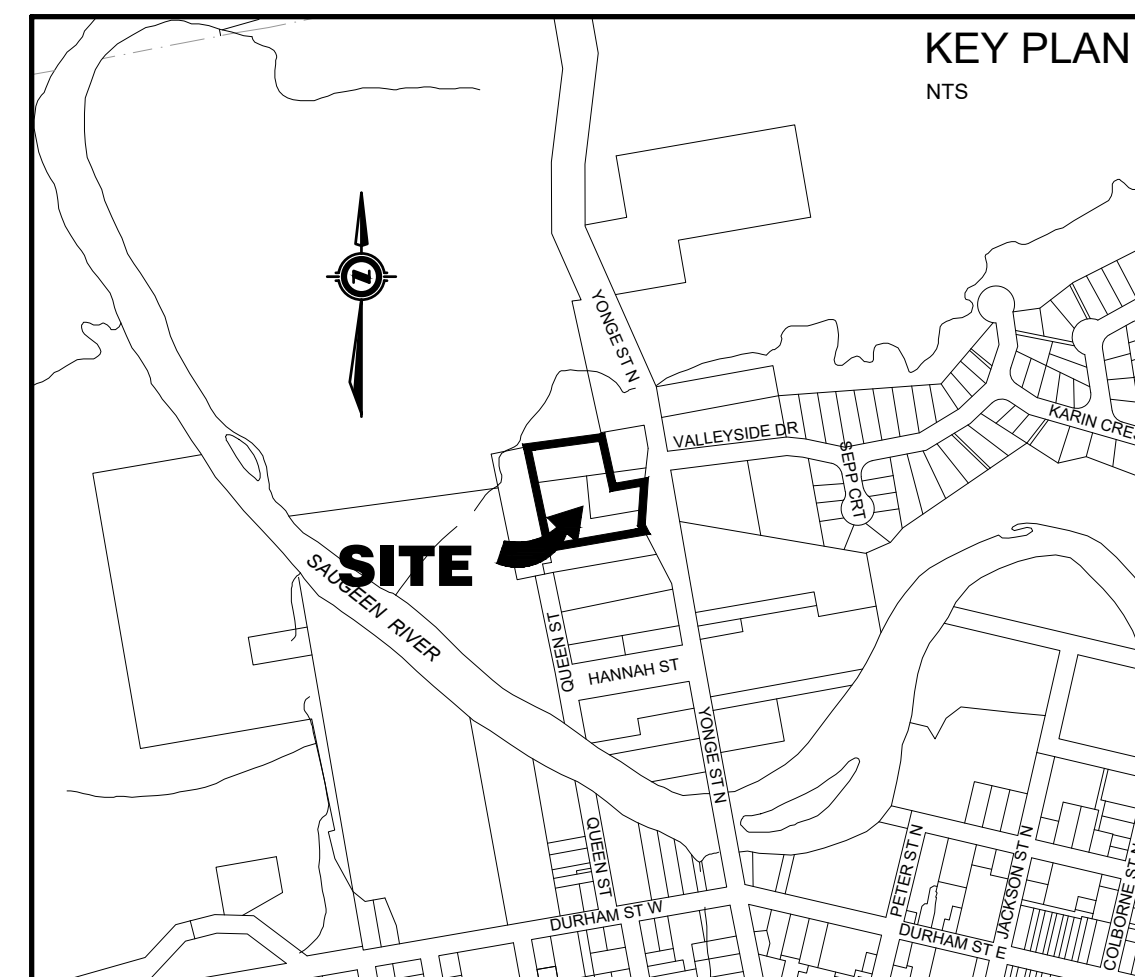 KEY PLAN
NTS
N
YONGE ST N
VALLEYSIDE DR
SEPP CRT
KARIN CRES
SITE
SAUGEEN RIVER
QUEEN ST
HANNAH ST
YONGE ST N
QUEEN ST
DURHAM ST W
PETER ST N
JACKSON ST N
COLBORNE ST N
DURHAM ST E